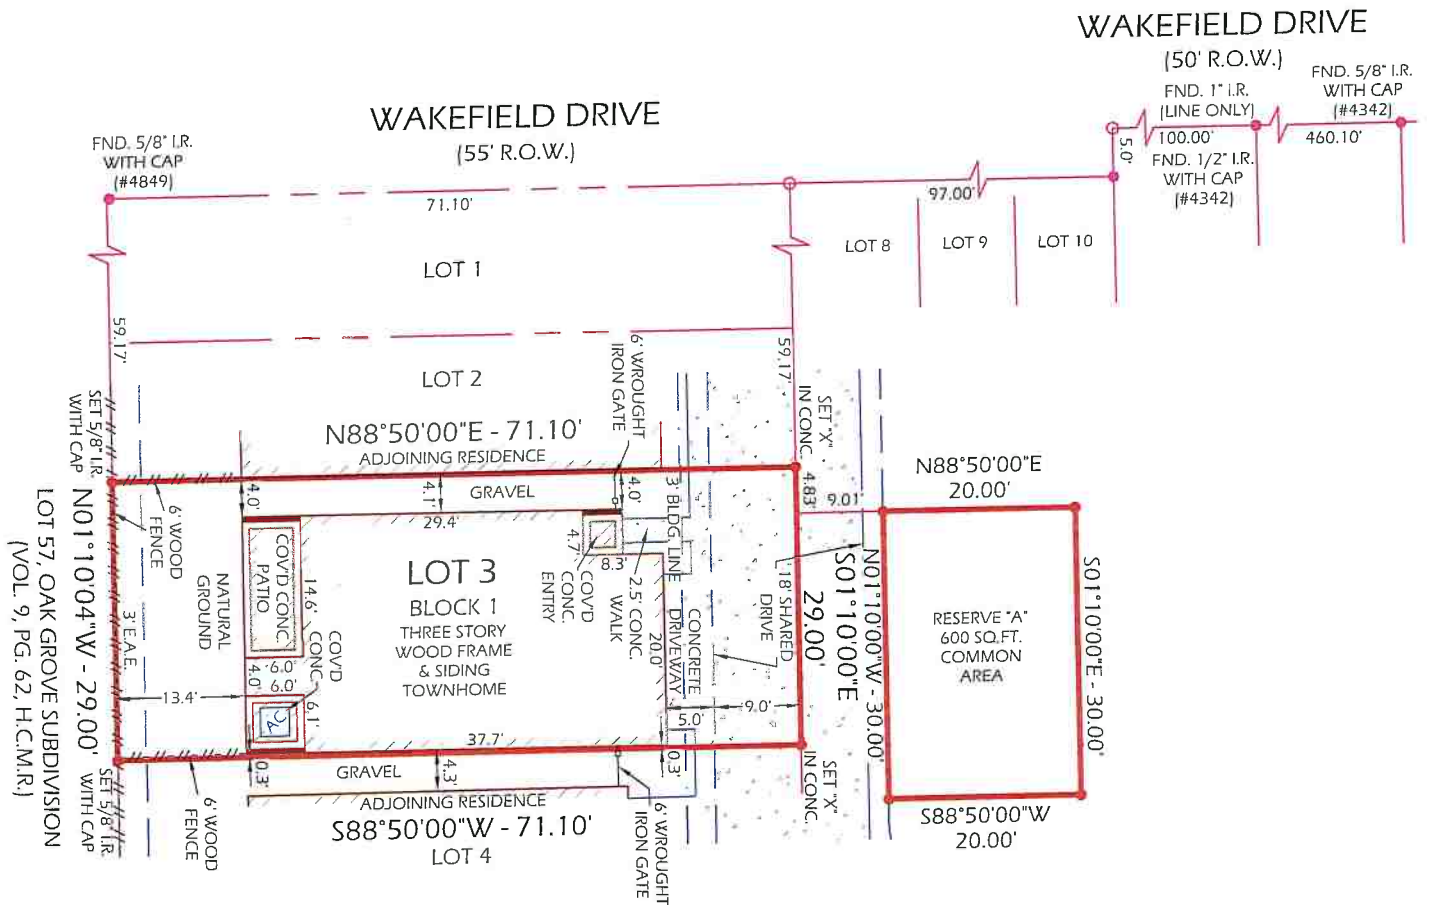 WAKEFIELD DRIVE
(50' R.O.W.)
FND. 1" I.R.
(LINE ONLY)
FND. 5/8" I.R.
WITH CAP
(#4342)
100.00'
460.10'
5.0'
FND. 1/2" I.R.
WITH CAP
(#4342)
WAKEFIELD DRIVE
(55' R.O.W.)
FND. 5/8" I.R.
WITH CAP
(#4849)
71.10'
97.00'
LOT 8
LOT 9
LOT 10
LOT 1
59.17'
59.17'
LOT 2
6' WROUGHT
IRON GATE
SET "X"
IN CONC.
SET 5/8" I.R.
WITH CAP
N88°50'00"E - 71.10'
ADJOINING RESIDENCE
4.0'
4.1'
GRAVEL
4.0'
3' BLDG. LINE
4.83'
9.01'
N88°50'00"E
20.00'
6' WOOD
FENCE
29.4'
4.7'
8.3'
COV'D
CONC.
ENTRY
2.5' CONC.
WALK
COV'D CONC.
PATIO
14.6'
LOT 3
BLOCK 1
THREE STORY
WOOD FRAME
& SIDING
TOWNHOME
20.0'
CONCRETE
DRIVEWAY
18' SHARED
DRIVE
29.00'
S01°10'00"E
N01°10'00"W - 30.00'
RESERVE "A"
600 SQ.FT.
COMMON
AREA
S01°10'00"E - 30.00'
S88°50'00"W
20.00'
NATURAL
GROUND
3' E.A.E.
13.4'
6.0'
4.0'
6.0'
COV'D
CONC.
AC
6.1'
5.0'
9.0'
37.7'
0.3'
0.3'
GRAVEL
4.3'
ADJOINING RESIDENCE
S88°50'00"W - 71.10'
LOT 4
6' WROUGHT
IRON GATE
SET "X"
IN CONC.
6' WOOD
FENCE
SET 5/8" I.R.
WITH CAP
N01°10'04"W - 29.00'
LOT 57, OAK GROVE SUBDIVISION
(VOL. 9, PG. 62, H.C.M.R.)